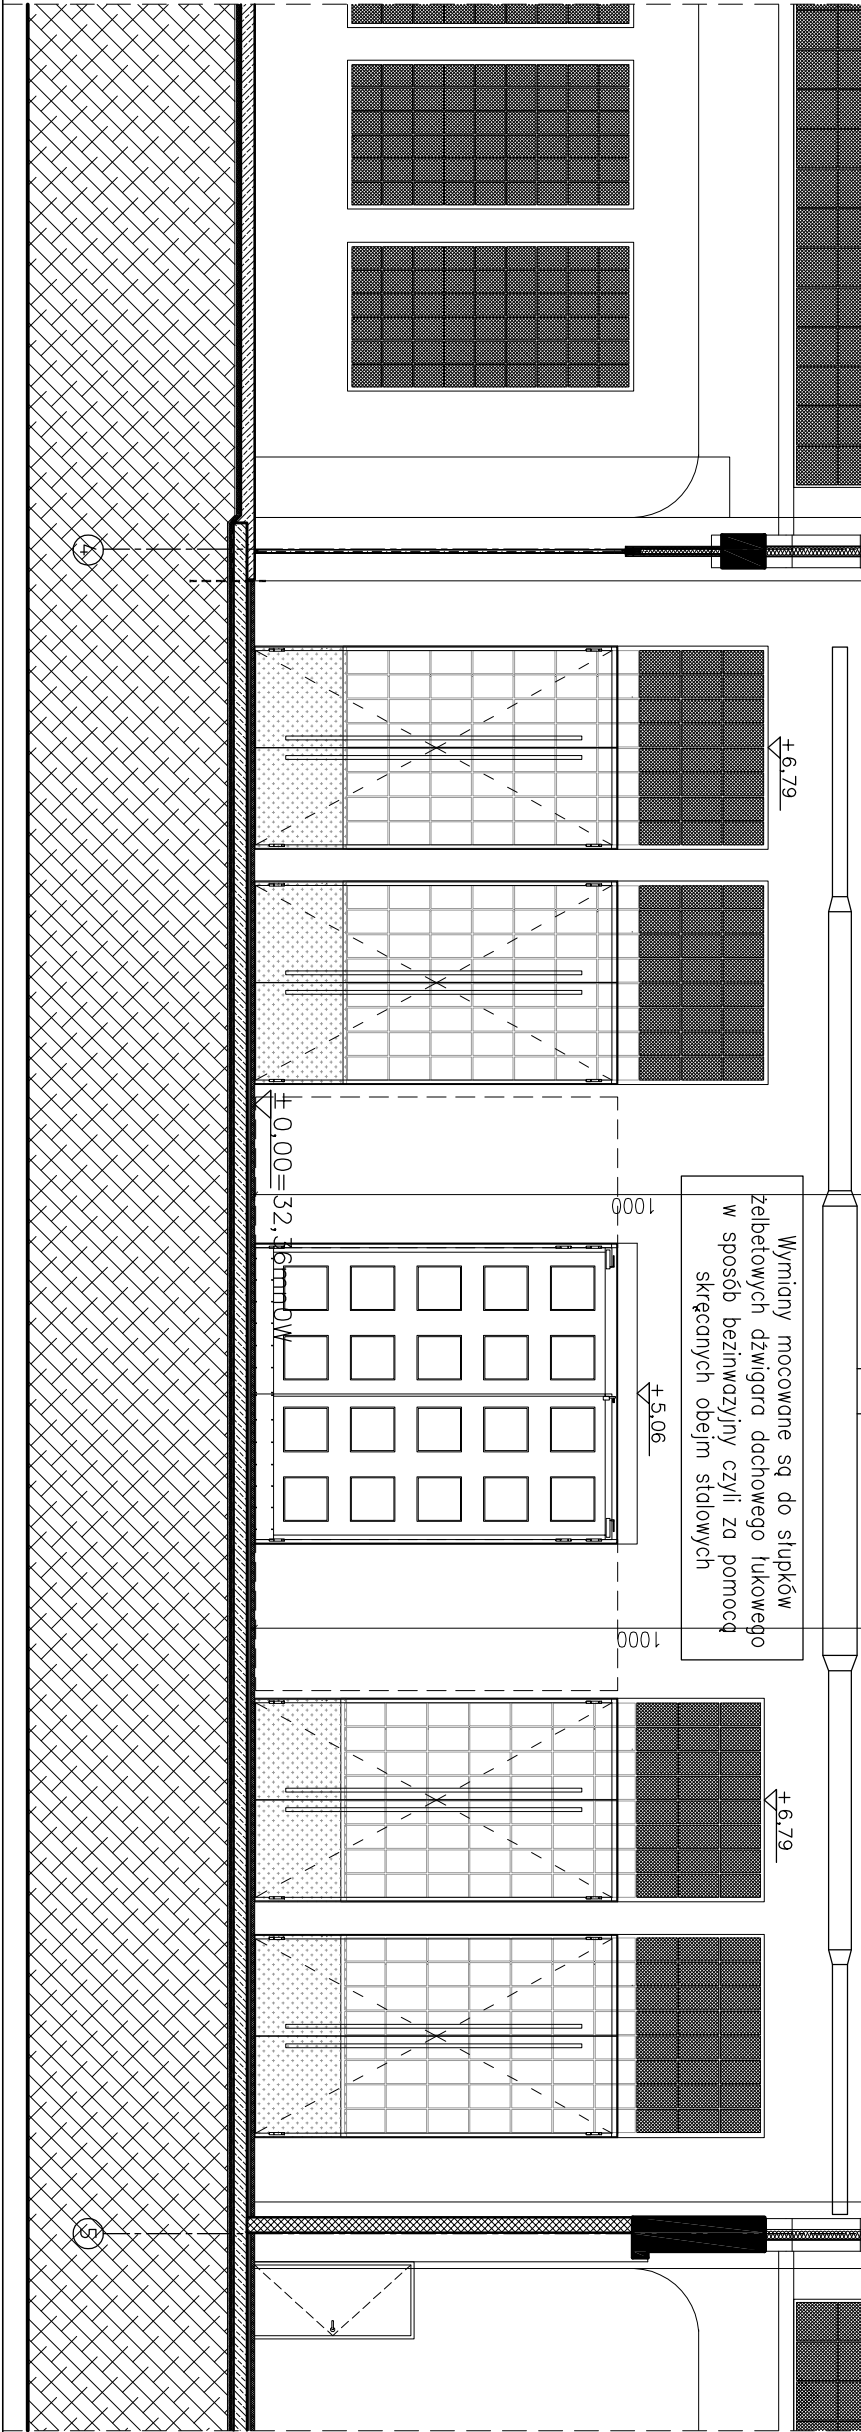 4
+6,79
±0,00=32,36mnOW
1000
+5,06
Wymiany mocowane są do słupków
żelbetowych dźwigara dachowego łukowego
w sposób bezinwazyjny czyli za pomocą
skręcanych obejm stalowych
1000
+6,79
5